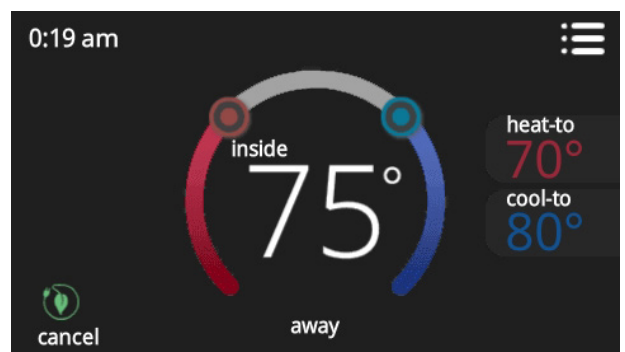 0:19 am
heat-to
70°
inside
75°
cool-to
80°
cancel
away